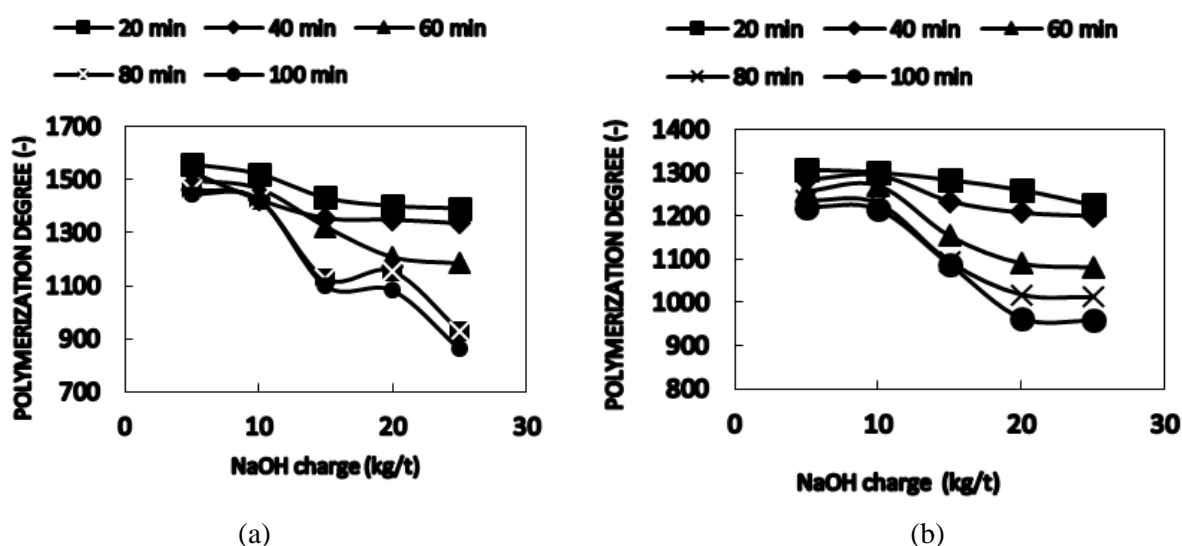 20 min 40 min 60 min
80 min 100 min
POLYMERIZATION DEGREE (-)
1700
1500
1300
1100
900
700
0 10 20 30
NaOH charge (kg/t)
(a)
20 min 40 min 60 min
80 min 100 min
POLYMERIZATION DEGREE (-)
1400
1300
1200
1100
1000
900
800
0 10 20 30
NaOH charge (kg/t)
(b)